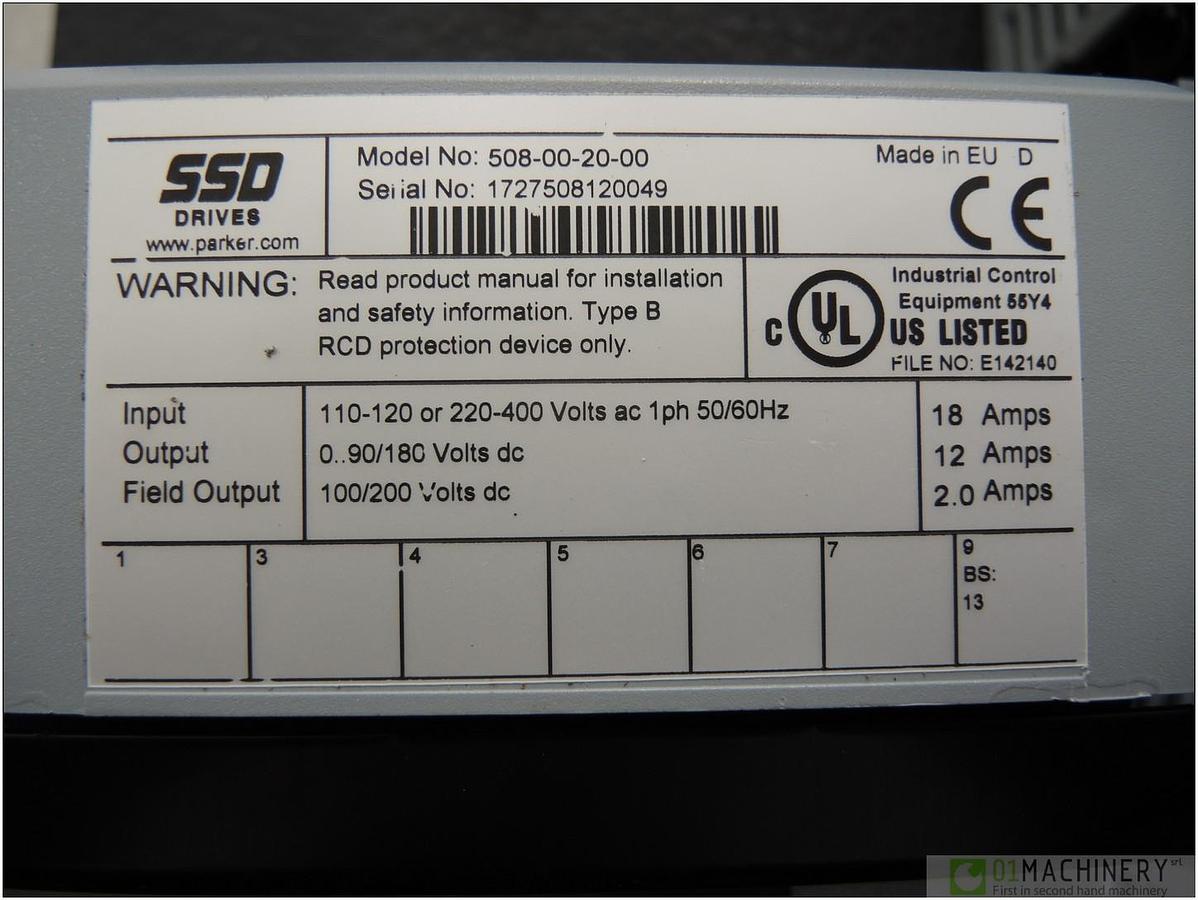 SSD
DRIVES
www.parker.com
Model No: 508-00-20-00
Serial No: 1727508120049
Made in EU D
CE
WARNING: Read product manual for installation
and safety information. Type B
RCD protection device only.
C UL US LISTED
Industrial Control
Equipment 55Y4
FILE NO: E142140
Input 110-120 or 220-400 Volts ac 1ph 50/60Hz 18 Amps
Output 0..90/180 Volts dc 12 Amps
Field Output 100/200 Volts dc 2.0 Amps
1 3 4 5 6 7 9
BS:
13
01MACHINERY srl
First in second hand machinery